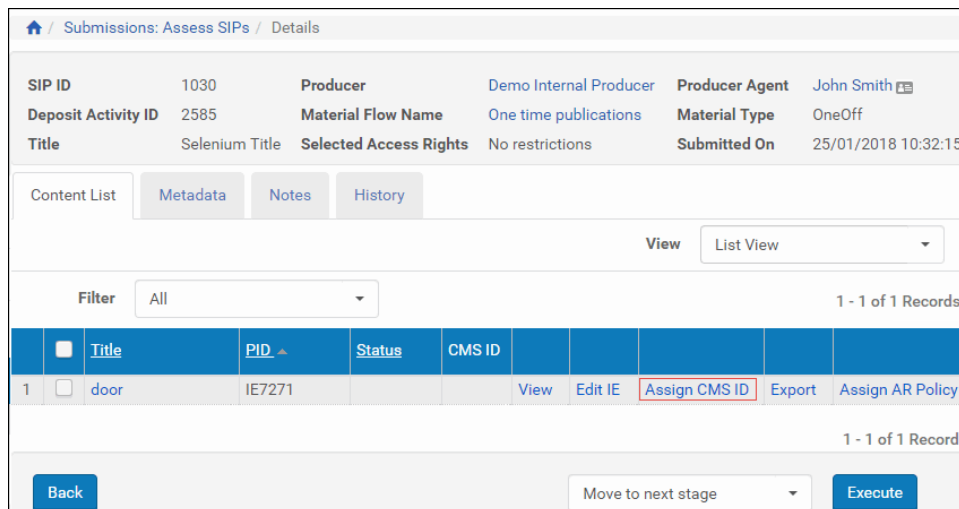 / Submissions: Assess SIPs / Details
SIP ID 1030 Producer Demo Internal Producer Producer Agent John Smith
Deposit Activity ID 2585 Material Flow Name One time publications Material Type OneOff
Title Selenium Title Selected Access Rights No restrictions Submitted On 25/01/2018 10:32:15
Content List Metadata Notes History
View List View
Filter All 1 - 1 of 1 Records
Title PID Status CMS ID
1 door IE7271 View Edit IE Assign CMS ID Export Assign AR Policy
1 - 1 of 1 Record
Back Move to next stage Execute